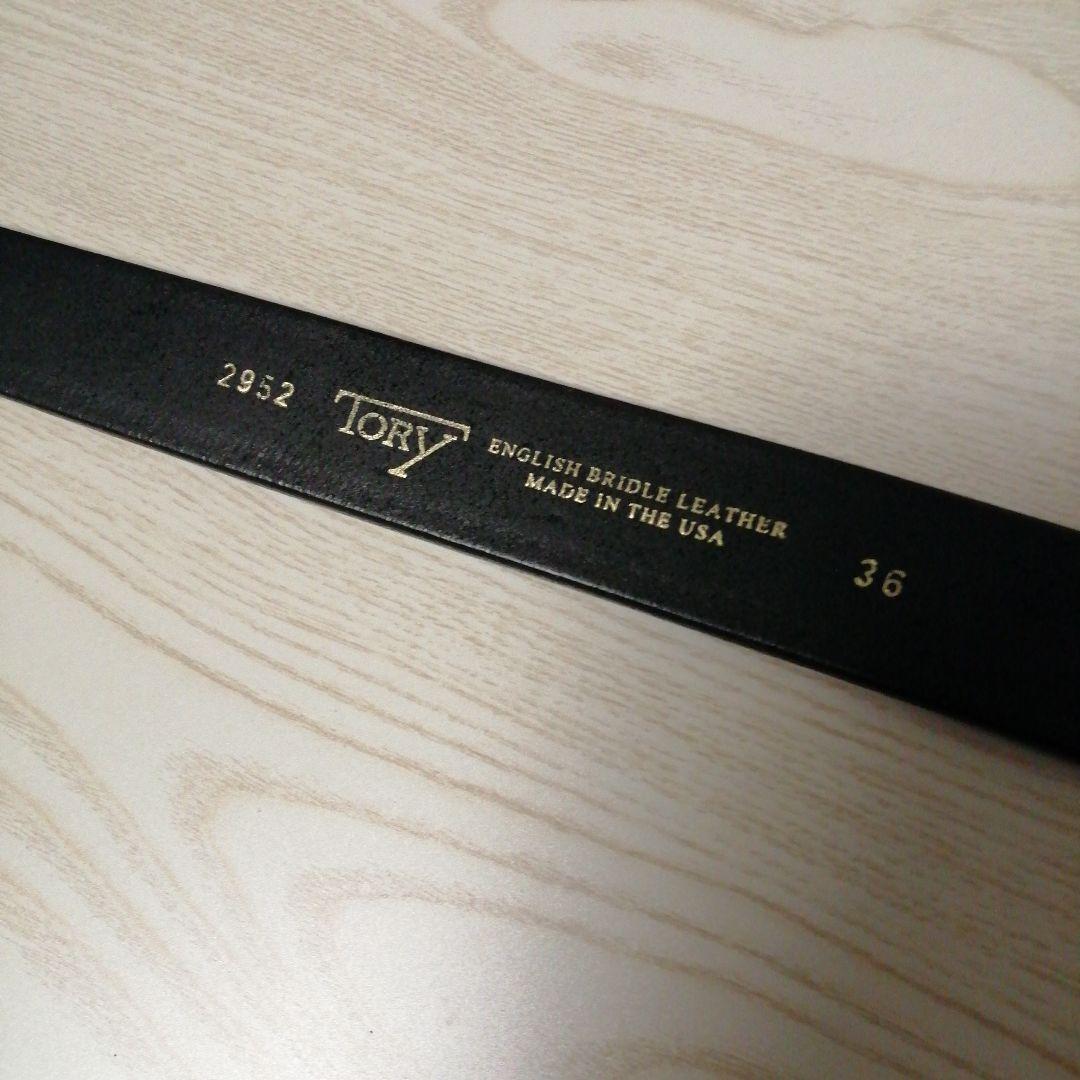 2952
TORY
ENGLISH BRIDLE LEATHER
MADE IN THE USA
36